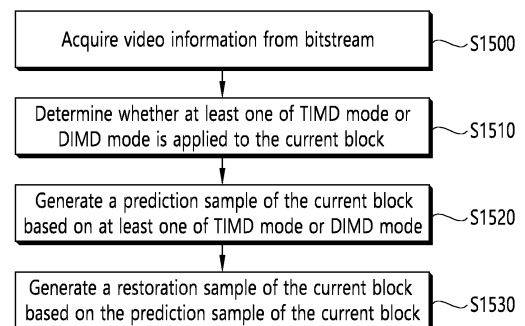 Acquire video information from bitstream
S1500
Determine whether at least one of TIMD mode or
DIMD mode is applied to the current block
S1510
Generate a prediction sample of the current block
based on at least one of TIMD mode or DIMD mode
S1520
Generate a restoration sample of the current block
based on the prediction sample of the current block
S1530